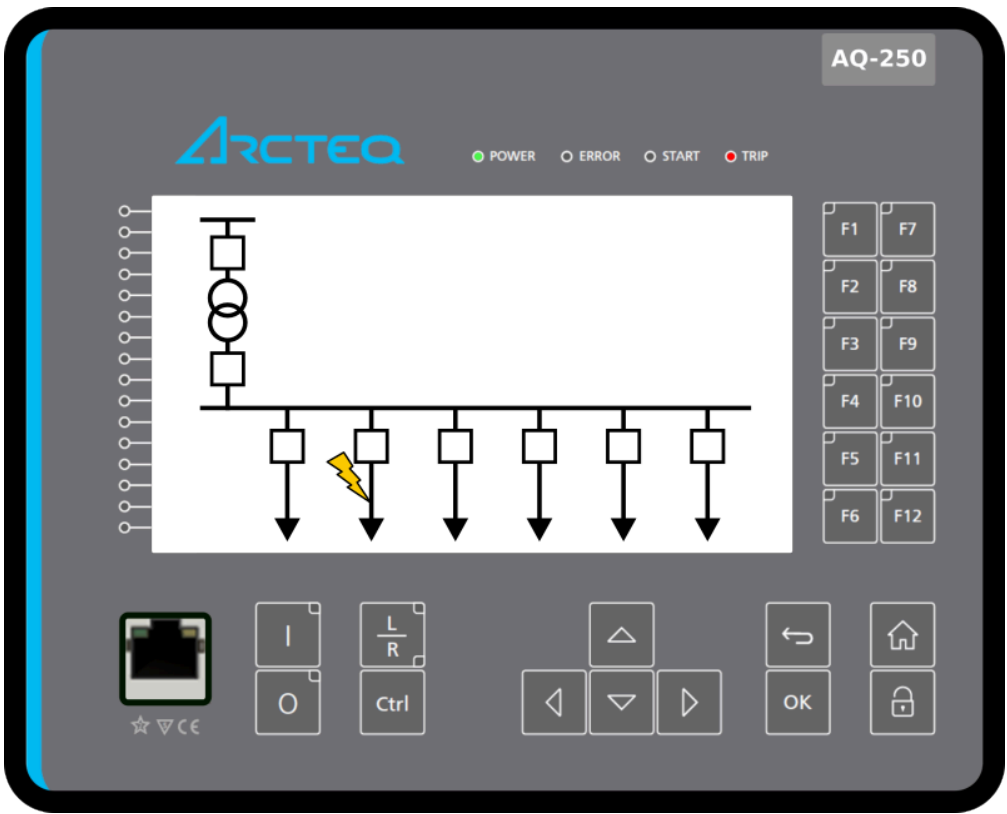 AQ-250
ARCTEQ
POWER ERROR START TRIP
F1 F7
F2 F8
F3 F9
F4 F10
F5 F11
F6 F12
I L
R
O Ctrl OK
CE